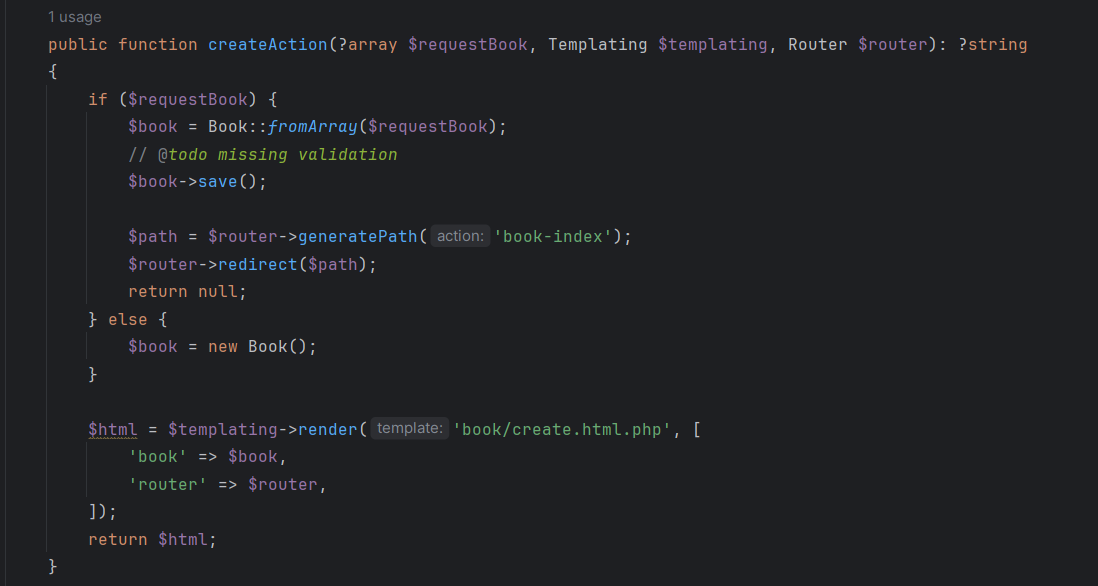 1 usage
public function createAction(?array $requestBook, Templating $templating, Router $router): ?string
{
    if ($requestBook) {
        $book = Book::fromArray($requestBook);
        // @todo missing validation
        $book->save();

        $path = $router->generatePath( action: 'book-index');
        $router->redirect($path);
        return null;
    } else {
        $book = new Book();
    }

    $html = $templating->render( template: 'book/create.html.php', [
        'book' => $book,
        'router' => $router,
    ]);
    return $html;
}